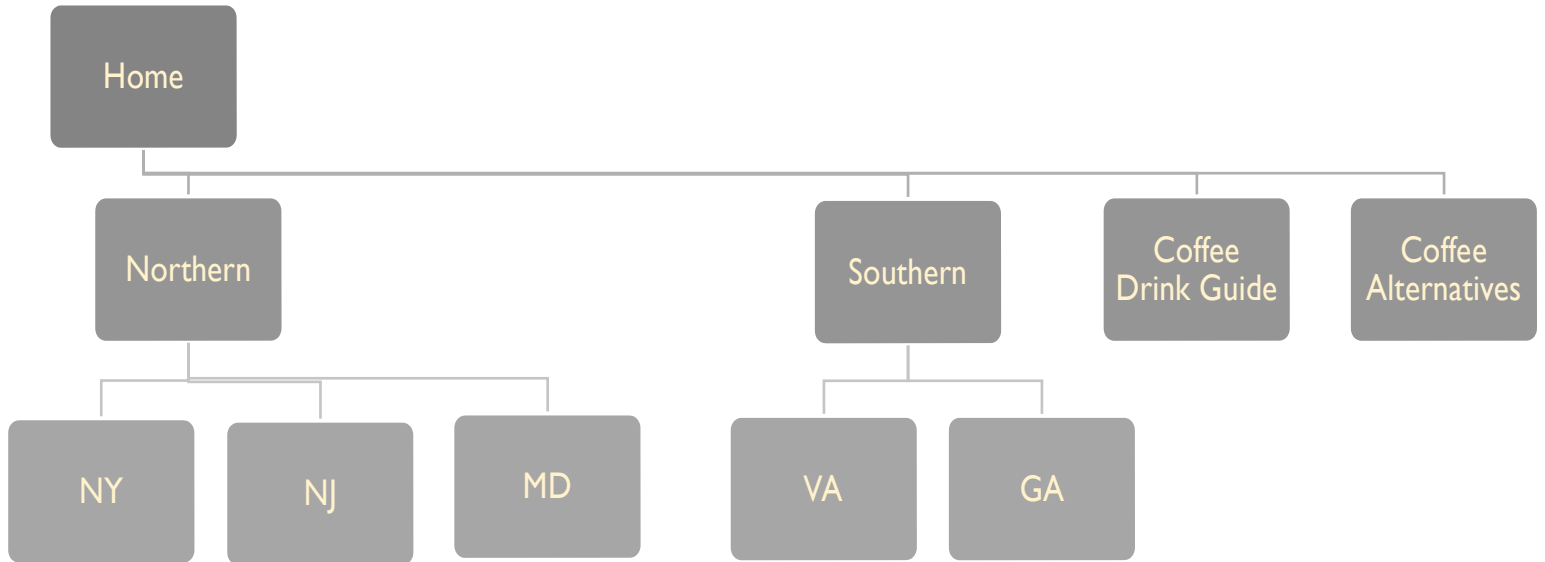 Home
Northern
Southern
Coffee
Drink Guide
Coffee
Alternatives
NY
NJ
MD
VA
GA